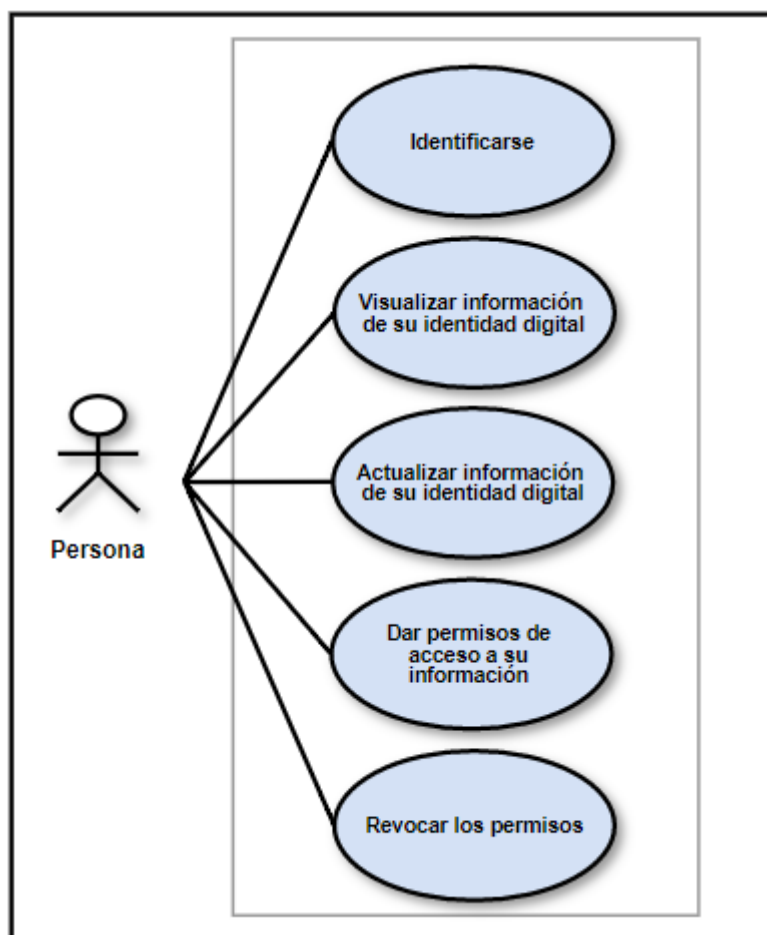 Identificarse
Visualizar información
de su identidad digital
Actualizar información
de su identidad digital
Persona
Dar permisos de
acceso a su
información
Revocar los permisos